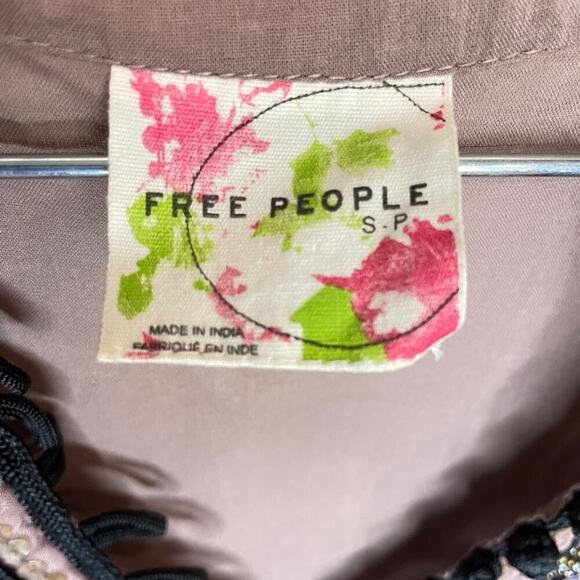 FREE PEOPLE
S-P
MADE IN INDIA
FABRIQUÉ EN INDE